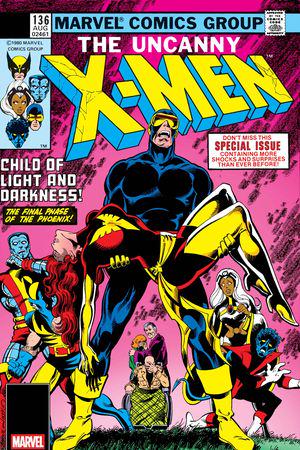 136
AUG
02461
MARVEL COMICS GROUP
©1980 MARVEL
COMICS GROUP
THE UNCANNY
X-MEN
™
DON'T MISS THIS
SPECIAL ISSUE
CONTAINING MORE
SHOCKS AND SURPRISES
THAN EVER BEFORE!
CHILD OF
LIGHT AND
DARKNESS!
THE FINAL PHASE
OF THE PHOENIX!
MARVEL